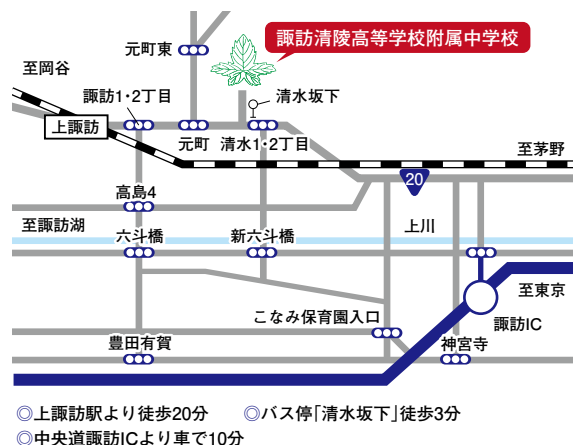 元町東
諏訪清陵高等学校附属中学校
至岡谷
諏訪1・2丁目
清水坂下
上諏訪
元町
清水1・2丁目
至茅野
20
高島4
至諏訪湖
六斗橋
新六斗橋
上川
至東京
諏訪IC
こなみ保育園入口
豊田有賀
神宮寺
◎上諏訪駅より徒歩20分
◎バス停「清水坂下」徒歩3分
◎中央道諏訪ICより車で10分